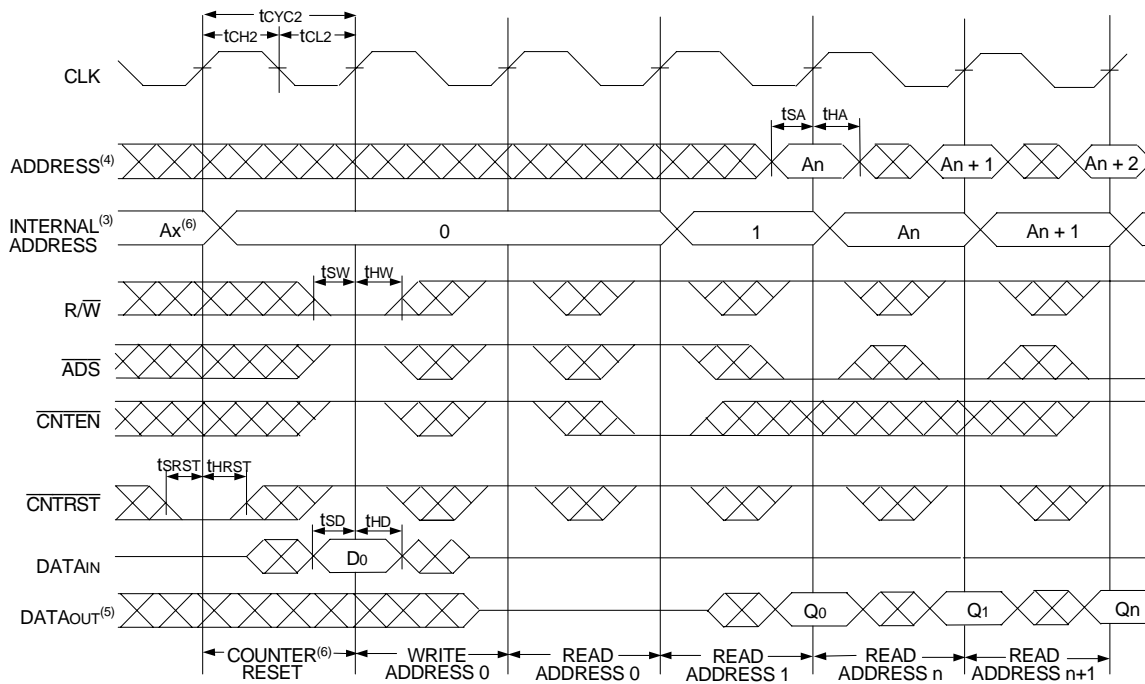 tCYC2
tCH2 tCL2
CLK
tSA tHA
ADDRESS(4) An An + 1 An + 2
INTERNAL(3) ADDRESS Ax(6) 0 1 An An + 1
tSW tHW
R/W
ADS
CNTEN
tSRST tHRST
CNTRST
tSD tHD
DATAIN D0
DATAOUT(5) Q0 Q1 Qn
COUNTER(6) RESET
WRITE ADDRESS 0
READ ADDRESS 0
READ ADDRESS 1
READ ADDRESS n
READ ADDRESS n+1